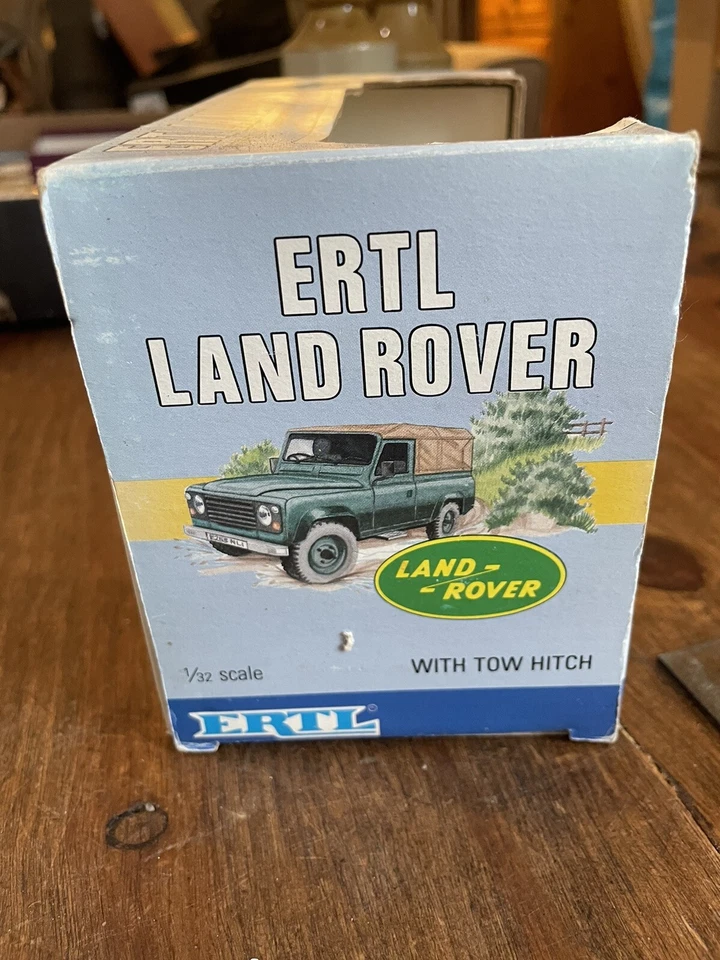 ERTL
LAND ROVER
LAND -
- ROVER
1/32 scale
WITH TOW HITCH
ERTL®